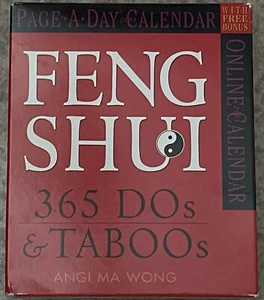 PAGE·A·DAY·CALENDAR
WITH
FREE
BONUS
ONLINE·CALENDAR
FENG
SHUI
365 DOs
& TABOOs
ANGI MA WONG